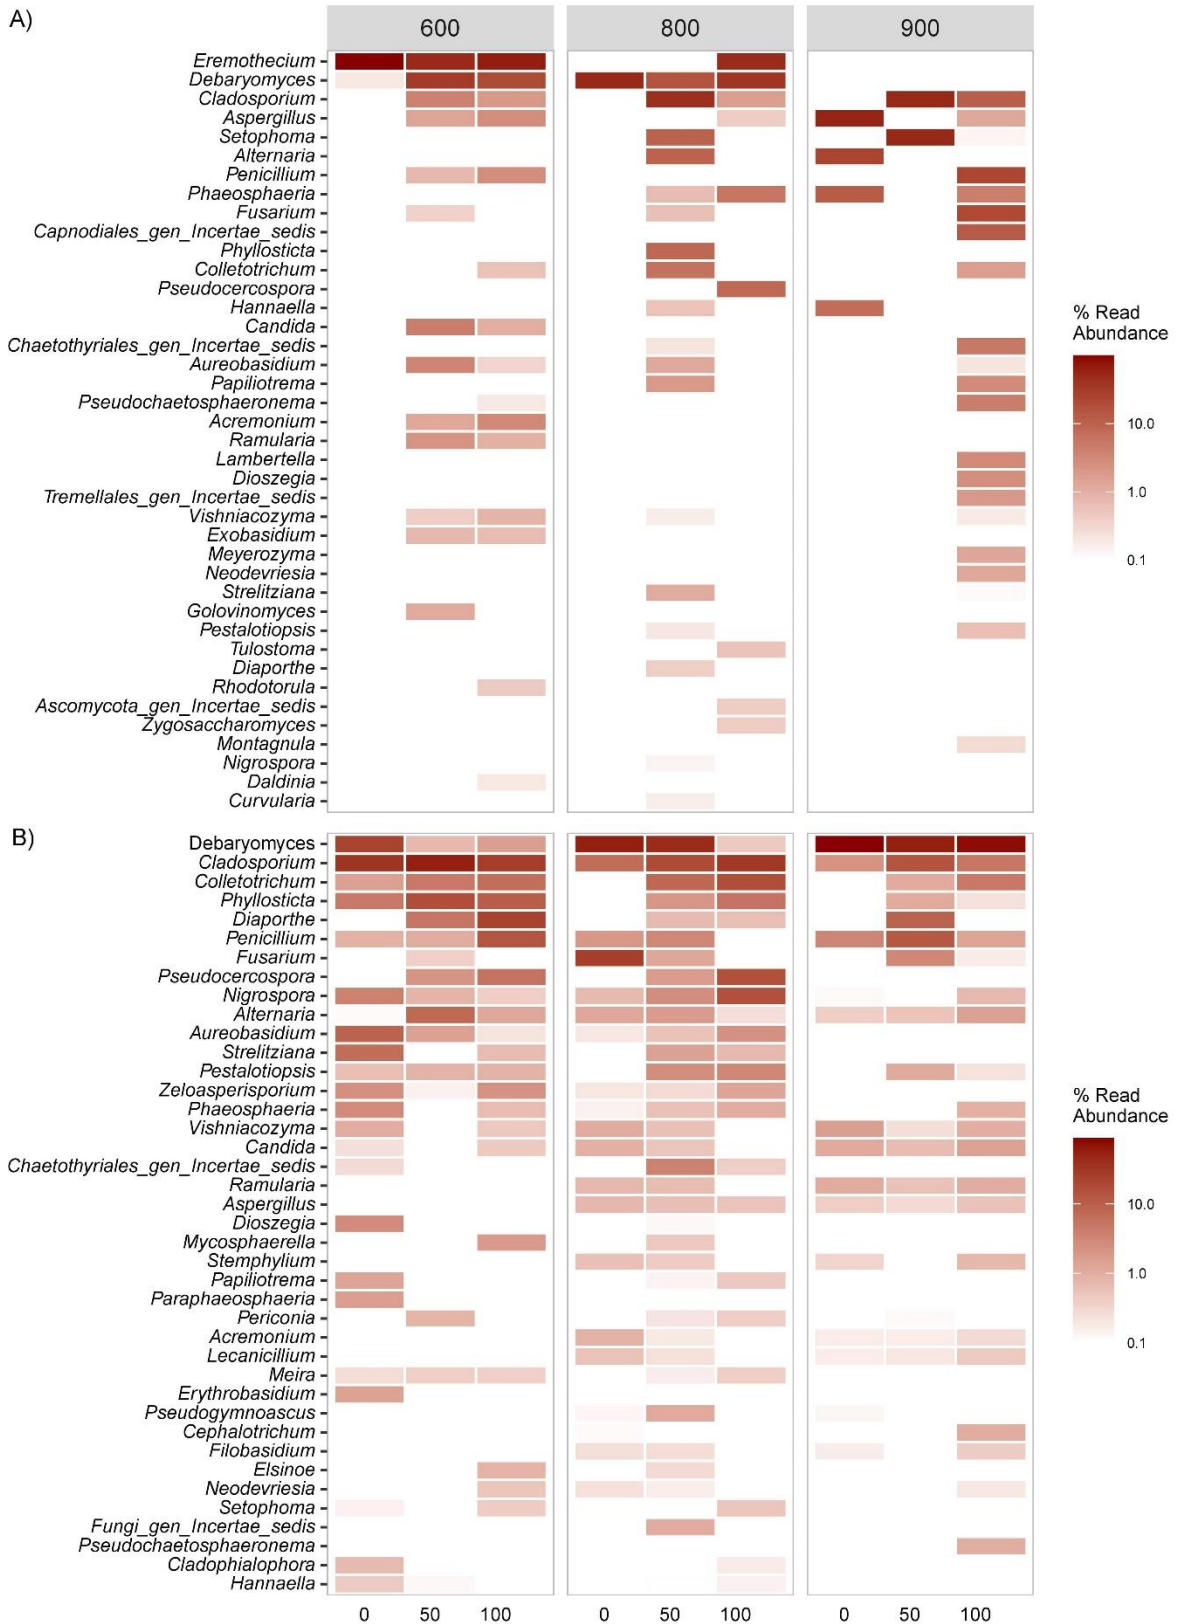 A)
600 800 900
Eremothecium
Debaryomyces
Cladosporium
Aspergillus
Setophoma
Alternaria
Penicillium
Phaeosphaeria
Fusarium
Capnodiales_gen_Incertae_sedis
Phyllosticta
Colletotrichum
Pseudocercospora
Hannaella
Candida
Chaetothyriales_gen_Incertae_sedis
Aureobasidium
Papiliotrema
Pseudochaetosphaeronema
Acremonium
Ramularia
Lambertella
Dioszegia
Tremellales_gen_Incertae_sedis
Vishniacozyma
Exobasidium
Meyerozyma
Neodevriesia
Strelitziana
Golovinomyces
Pestalotiopsis
Tulostoma
Diaporthe
Rhodotorula
Ascomycota_gen_Incertae_sedis
Zygosaccharomyces
Montagnula
Nigrospora
Daldinia
Curvularia
% Read
Abundance
10.0
1.0
0.1
B)
Debaryomyces
Cladosporium
Colletotrichum
Phyllosticta
Diaporthe
Penicillium
Fusarium
Pseudocercospora
Nigrospora
Alternaria
Aureobasidium
Strelitziana
Pestalotiopsis
Zeloasperisporium
Phaeosphaeria
Vishniacozyma
Candida
Chaetothyriales_gen_Incertae_sedis
Ramularia
Aspergillus
Dioszegia
Mycosphaerella
Stemphylium
Papiliotrema
Paraphaeosphaeria
Periconia
Acremonium
Lecanicillium
Meira
Erythrobasidium
Pseudogymnoascus
Cephalotrichum
Filobasidium
Elsinoe
Neodevriesia
Setophoma
Fungi_gen_Incertae_sedis
Pseudochaetosphaeronema
Cladophialophora
Hannaella
% Read
Abundance
10.0
1.0
0.1
0 50 100 0 50 100 0 50 100